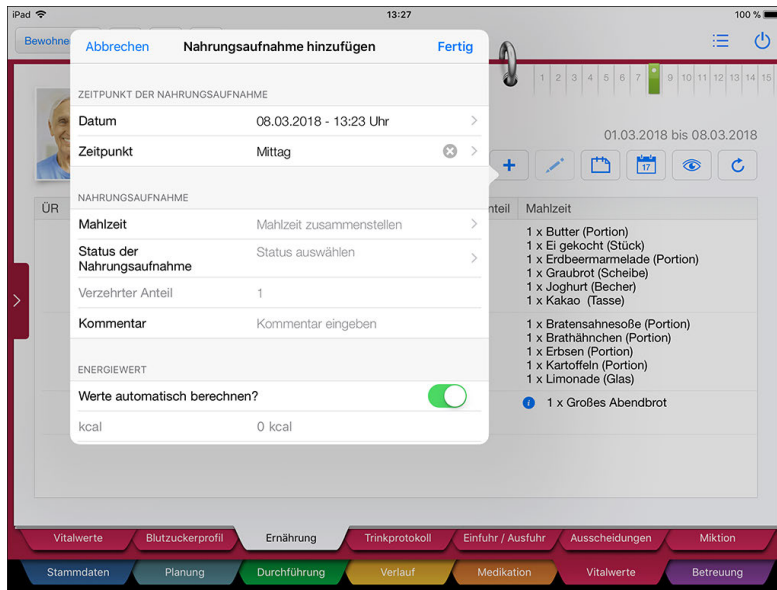 iPad 13:27 100 %
Bewohne
Abbrechen Nahrungsaufnahme hinzufügen Fertig
1 2 3 4 5 6 7 9 10 11 12 13 14 15
ZEITPUNKT DER NAHRUNGSAUFNAHME
Datum 08.03.2018 - 13:23 Uhr
01.03.2018 bis 08.03.2018
Zeitpunkt Mittag
17
NAHRUNGSAUFNAHME
ÜR nteil Mahlzeit
Mahlzeit Mahlzeit zusammenstellen
Status der
Nahrungsaufnahme Status auswählen
Verzehrter Anteil 1
Kommentar Kommentar eingeben
ENERGIEWERT
Werte automatisch berechnen?
kcal 0 kcal
1 x Butter (Portion)
1 x Ei gekocht (Stück)
1 x Erdbeermarmelade (Portion)
1 x Graubrot (Scheibe)
1 x Joghurt (Becher)
1 x Kakao (Tasse)
1 x Bratensahnesoße (Portion)
1 x Brathähnchen (Portion)
1 x Erbsen (Portion)
1 x Kartoffeln (Portion)
1 x Limonade (Glas)
1 x Großes Abendbrot
Vitalwerte Blutzuckerprofil Ernährung Trinkprotokoll Einfuhr / Ausfuhr Ausscheidungen Miktion
Stammdaten Planung Durchführung Verlauf Medikation Vitalwerte Betreuung